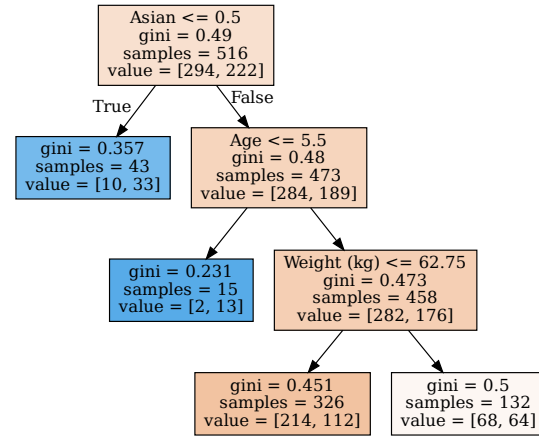 Asian <= 0.5
gini = 0.49
samples = 516
value = [294, 222]
True
False
gini = 0.357
samples = 43
value = [10, 33]
Age <= 5.5
gini = 0.48
samples = 473
value = [284, 189]
gini = 0.231
samples = 15
value = [2, 13]
Weight (kg) <= 62.75
gini = 0.473
samples = 458
value = [282, 176]
gini = 0.451
samples = 326
value = [214, 112]
gini = 0.5
samples = 132
value = [68, 64]